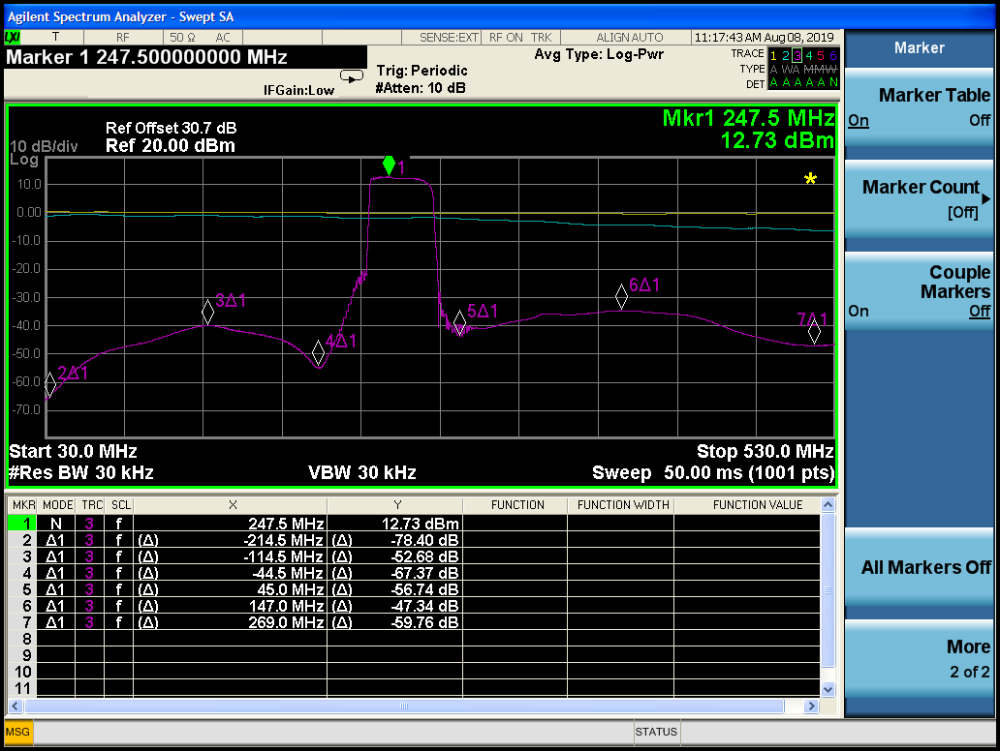 Agilent Spectrum Analyzer - Swept SA
LXI T RF 50 Ω AC SENSE:EXT RF ON TRK ALIGN AUTO 11:17:43 AM Aug 08, 2019
Marker 1 247.500000000 MHz
IFGain:Low
Trig: Periodic
#Atten: 10 dB
Avg Type: Log-Pwr
TRACE 1 2 3 4 5 6
TYPE A WA MMW
DET A A A A A N
Mkr1 247.5 MHz
12.73 dBm
Ref Offset 30.7 dB
Ref 20.00 dBm
10 dB/div
Log
10.0
0.00
-10.0
-20.0
-30.0
-40.0
-50.0
-60.0
-70.0
1
*
2Δ1
3Δ1
4Δ1
5Δ1
6Δ1
7Δ1
Start 30.0 MHz
Stop 530.0 MHz
#Res BW 30 kHz
VBW 30 kHz
Sweep 50.00 ms (1001 pts)
MKR MODE TRC SCL X Y FUNCTION FUNCTION WIDTH FUNCTION VALUE
1 N 3 f 247.5 MHz 12.73 dBm
2 Δ1 3 f (Δ) -214.5 MHz (Δ) -78.40 dB
3 Δ1 3 f (Δ) -114.5 MHz (Δ) -52.68 dB
4 Δ1 3 f (Δ) -44.5 MHz (Δ) -67.37 dB
5 Δ1 3 f (Δ) 45.0 MHz (Δ) -56.74 dB
6 Δ1 3 f (Δ) 147.0 MHz (Δ) -47.34 dB
7 Δ1 3 f (Δ) 269.0 MHz (Δ) -59.76 dB
8
9
10
11
MSG
STATUS
Marker
Marker Table
On Off
Marker Count
[Off]
Couple
Markers
On Off
All Markers Off
More
2 of 2